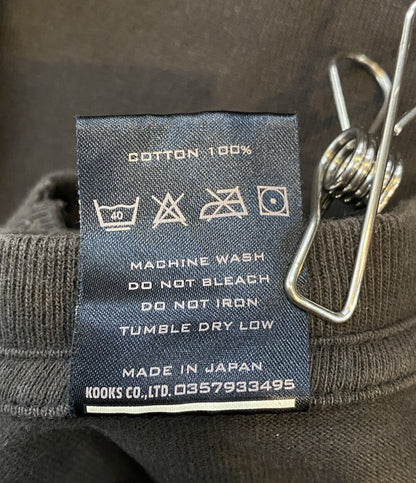 COTTON 100%
40
MACHINE WASH
DO NOT BLEACH
DO NOT IRON
TUMBLE DRY LOW
MADE IN JAPAN
KOOKS CO.,LTD. 0357933495